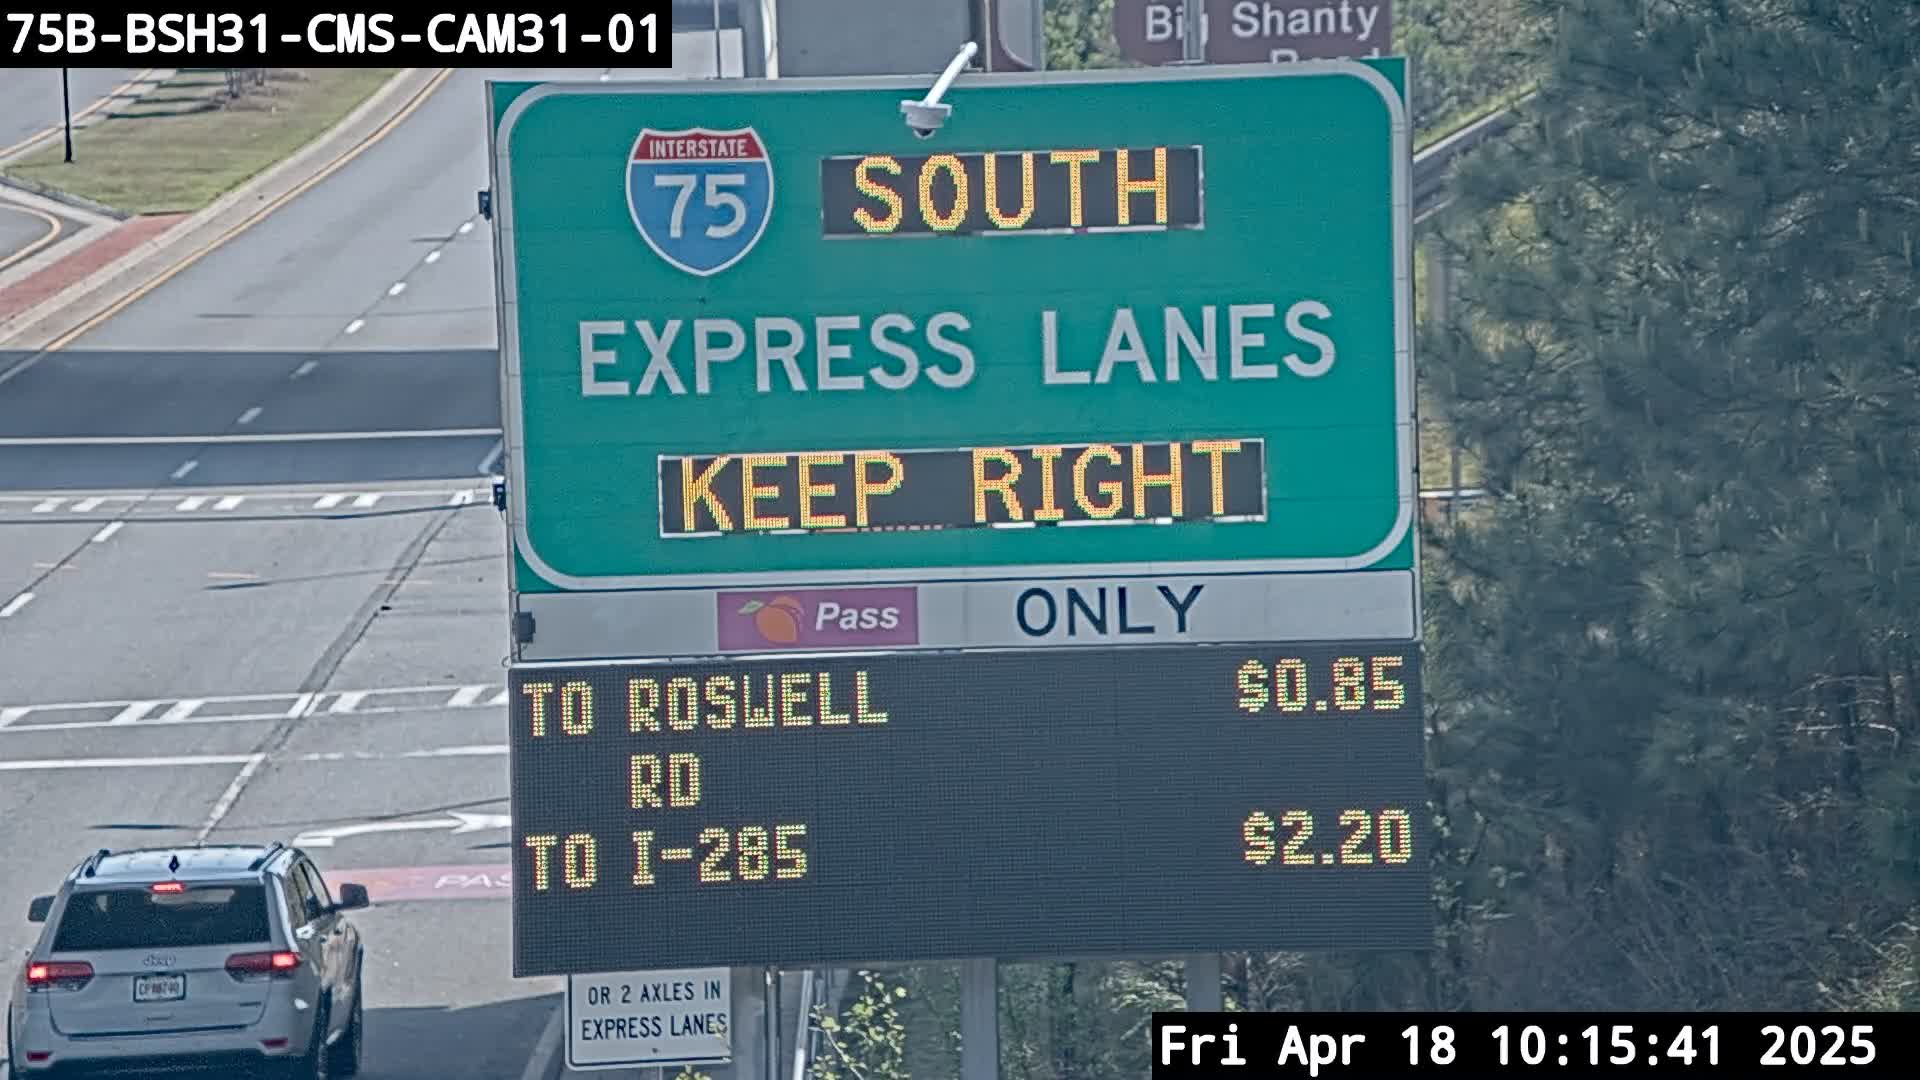 75B-BSH31-CMS-CAM31-01
Big Shanty
INTERSTATE
75
SOUTH
EXPRESS LANES
KEEP RIGHT
Pass
ONLY
TO ROSWELL $0.85
RD
TO I-285 $2.20
PAS
Jeep
OR 2 AXLES IN
EXPRESS LANES
Fri Apr 18 10:15:41 2025